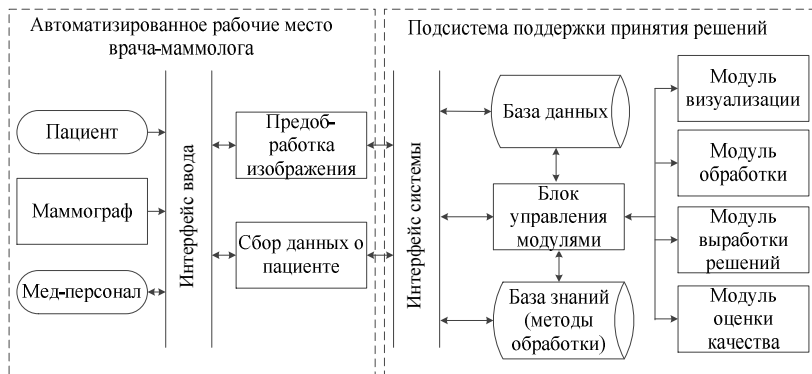 Автоматизированное рабочие место
врача-маммолога
Пациент
Маммограф
Мед-персонал
Интерфейс ввода
Предоб-
работка
изображения
Сбор данных о
пациенте
Подсистема поддержки принятия решений
Интерфейс системы
База данных
Блок
управления
модулями
База знаний
(методы
обработки)
Модуль
визуализации
Модуль
обработки
Модуль
выработки
решений
Модуль
оценки
качества